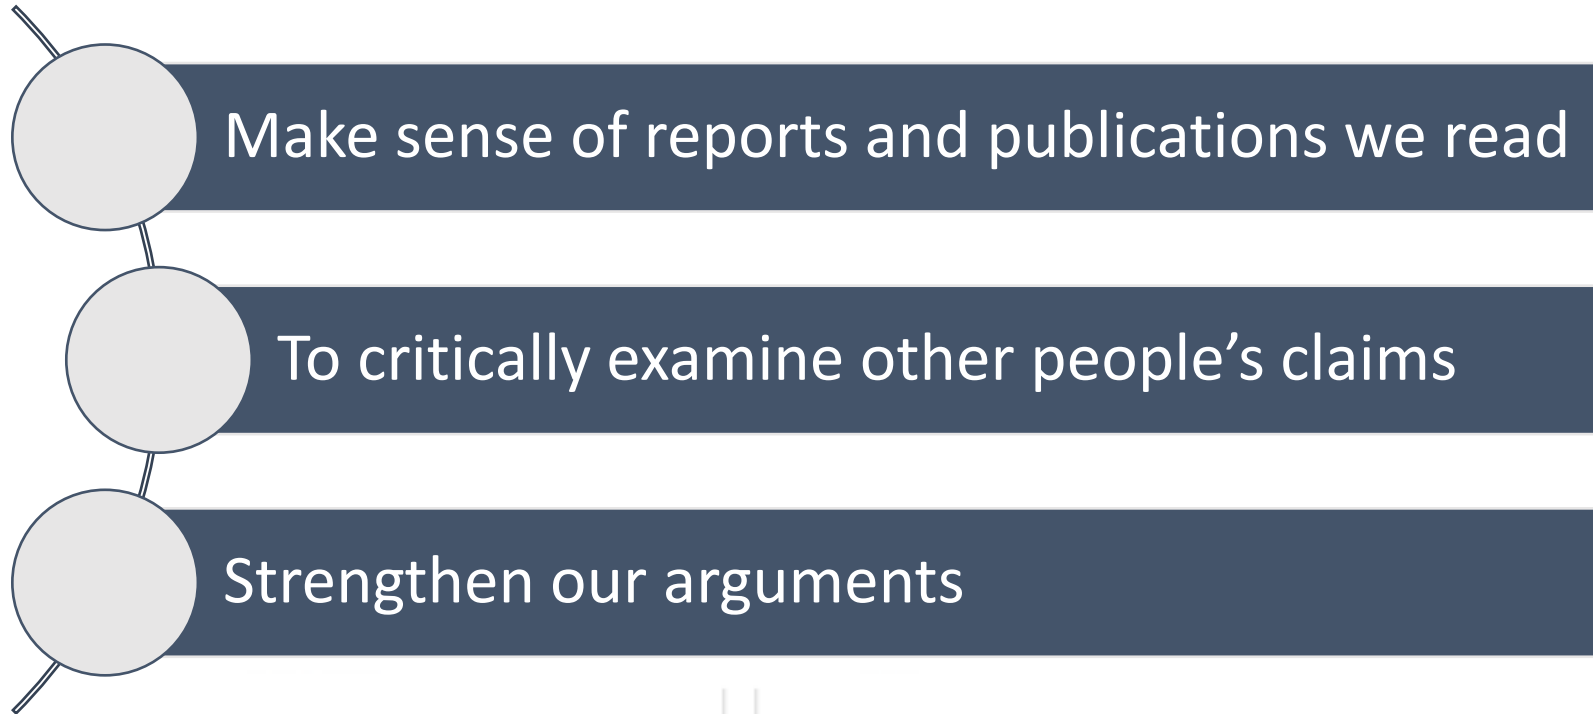 Make sense of reports and publications we read
To critically examine other people’s claims
Strengthen our arguments